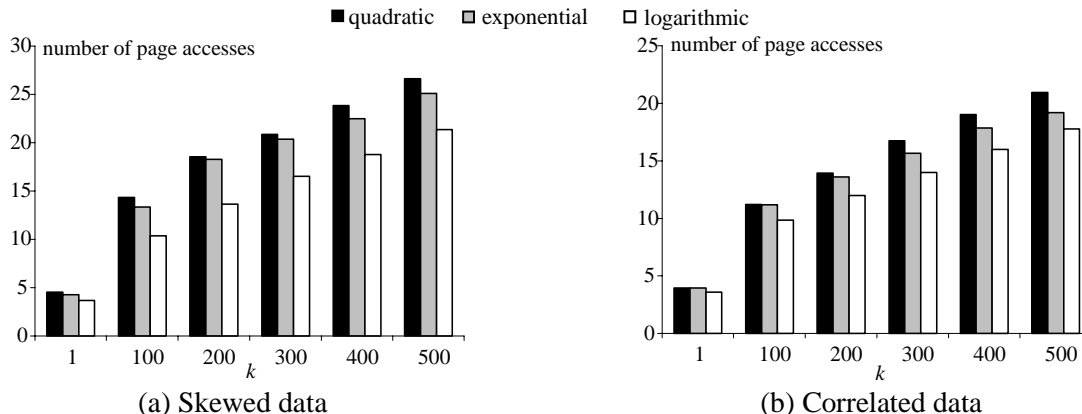 quadratic exponential logarithmic
number of page accesses
30
25
20
15
10
5
0
1 100 200 300 400 500
k
(a) Skewed data
number of page accesses
25
20
15
10
5
0
1 100 200 300 400 500
k
(b) Correlated data